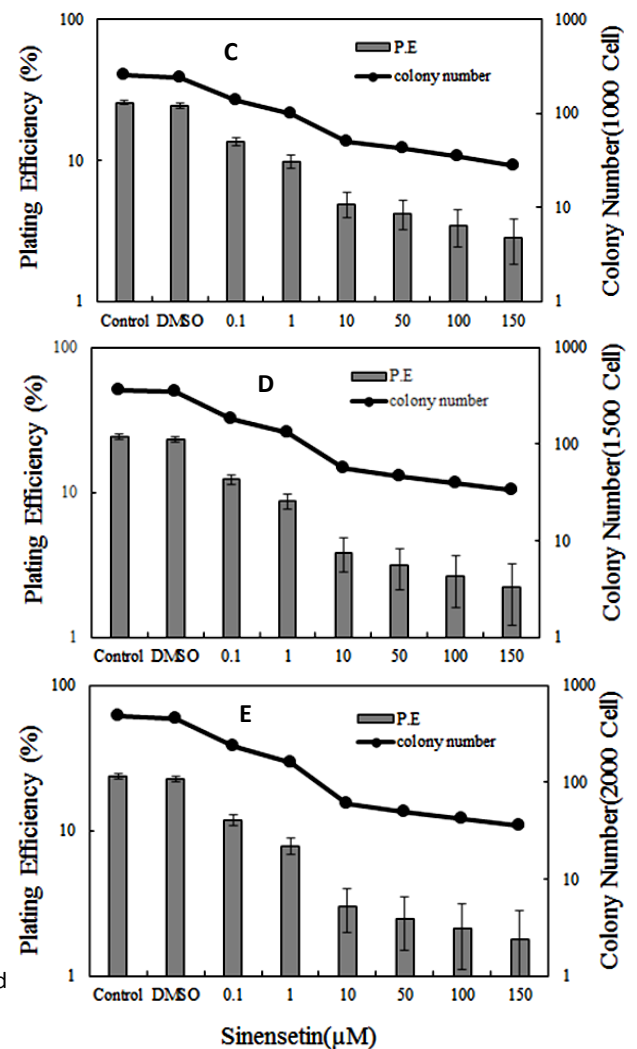 100
1000
C
P.E
colony number
Plating Efficiency (%)
Colony Number(1000 Cell)
100
10
10
1
1
Control DMSO 0.1 1 10 50 100 150
100
1000
D
P.E
colony number
Plating Efficiency (%)
Colony Number(1500 Cell)
100
10
10
1
1
Control DMSO 0.1 1 10 50 100 150
100
1000
E
P.E
colony number
Plating Efficiency (%)
Colony Number(2000 Cell)
100
10
10
1
1
d
Control DMSO 0.1 1 10 50 100 150
Sinensetin(µM)